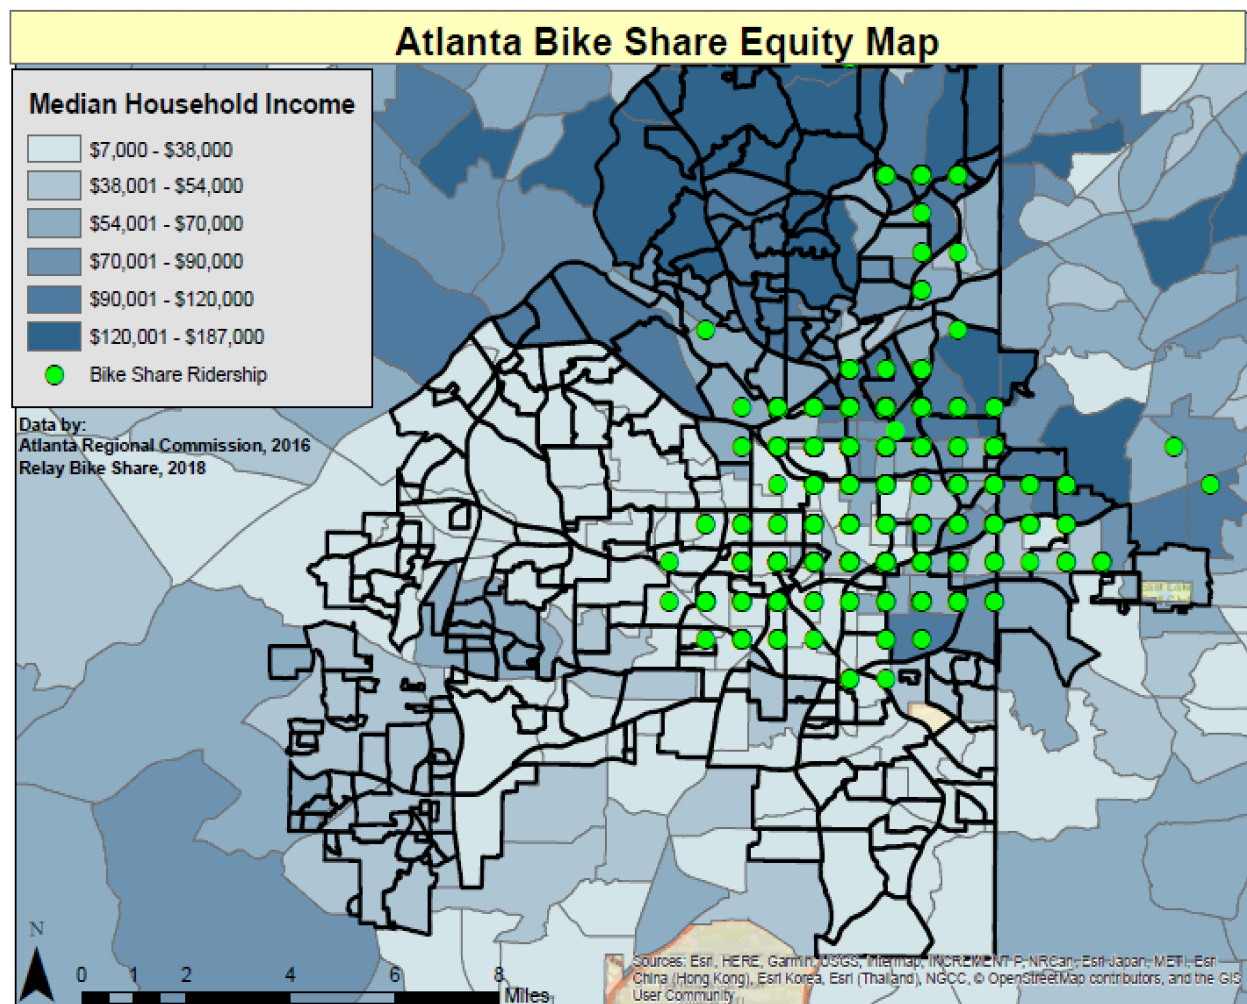 Atlanta Bike Share Equity Map
Median Household Income
$7,000 - $38,000
$38,001 - $54,000
$54,001 - $70,000
$70,001 - $90,000
$90,001 - $120,000
$120,001 - $187,000
Bike Share Ridership
Data by:
Atlanta Regional Commission, 2016
Relay Bike Share, 2018
N
0 1 2 4 6 8
Miles
Sources: Esri, HERE, Garmin, USGS, Intermap, INCREMENT P, NRCan, Esri Japan, METI, Esri
China (Hong Kong), Esri Korea, Esri (Thailand), NGCC, © OpenStreetMap contributors, and the GIS
User Community